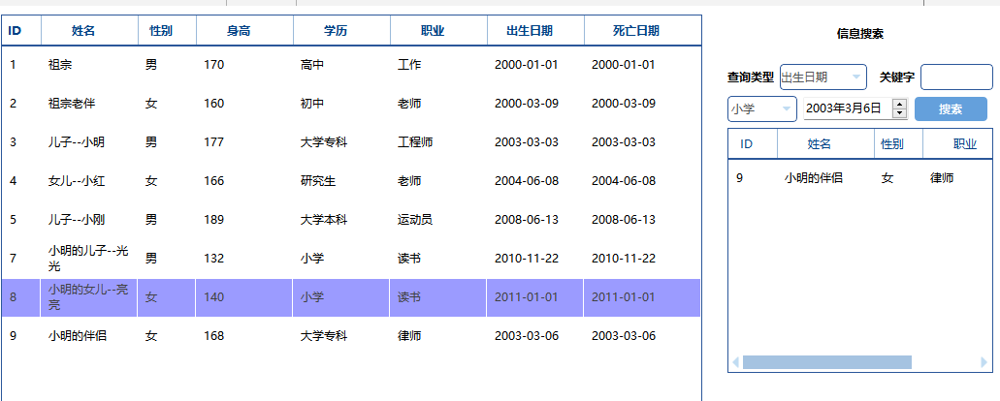 ID 姓名 性别 身高 学历 职业 出生日期 死亡日期
1 祖宗 男 170 高中 工作 2000-01-01 2000-01-01
2 祖宗老伴 女 160 初中 老师 2000-03-09 2000-03-09
3 儿子--小明 男 177 大学专科 工程师 2003-03-03 2003-03-03
4 女儿--小红 女 166 研究生 老师 2004-06-08 2004-06-08
5 儿子--小刚 男 189 大学本科 运动员 2008-06-13 2008-06-13
7 小明的儿子--光 男 132 小学 读书 2010-11-22 2010-11-22
光
8 小明的女儿--亮 女 140 小学 读书 2011-01-01 2011-01-01
亮
9 小明的伴侣 女 168 大学专科 律师 2003-03-06 2003-03-06
信息搜索
查询类型 出生日期 关键字
小学 2003年3月6日 搜索
ID 姓名 性别 职业
9 小明的伴侣 女 律师